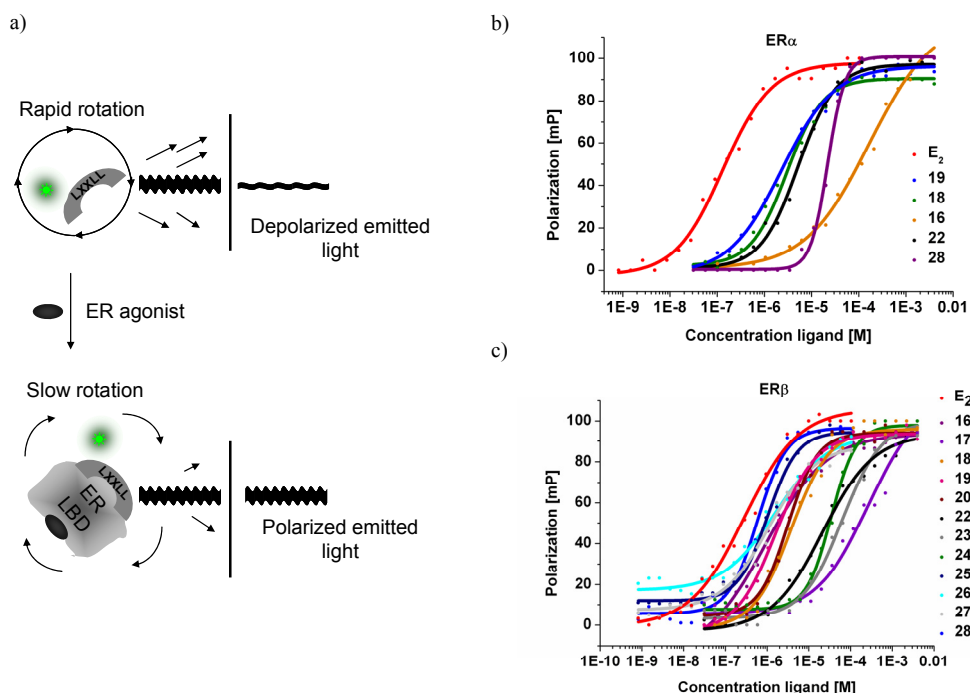 a)
Rapid rotation
LXXLL
Depolarized emitted
light
ER agonist
Slow rotation
LXXLL
ER
LBD
Polarized emitted
light
b)
ERα
Polarization [mP]
100
80
60
40
20
0
E2
19
18
16
22
28
1E-9 1E-8 1E-7 1E-6 1E-5 1E-4 1E-3 0.01
Concentration ligand [M]
c)
ERβ
Polarization [mP]
100
80
60
40
20
0
E2
16
17
18
19
20
22
23
24
25
26
27
28
1E-10 1E-9 1E-8 1E-7 1E-6 1E-5 1E-4 1E-3 0.01
Concentration ligand [M]